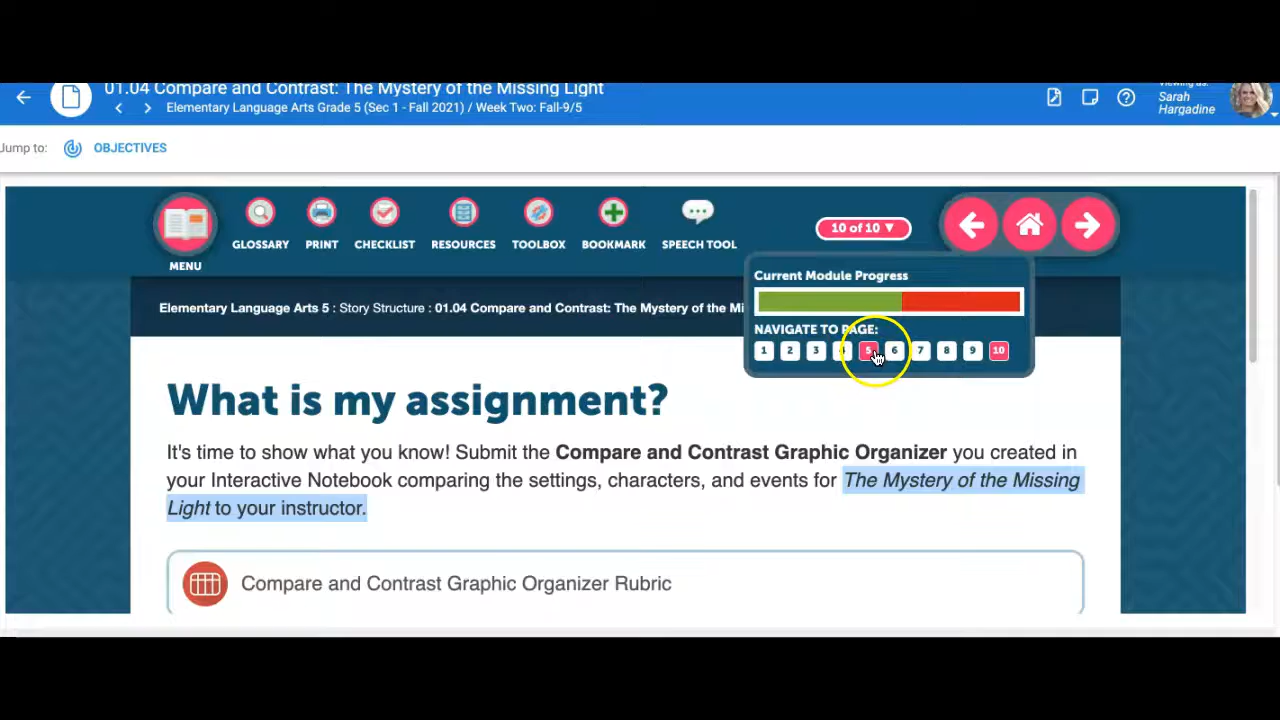 01.04 Compare and Contrast: The Mystery of the Missing Light
Elementary Language Arts Grade 5 (Sec 1 - Fall 2021) / Week Two: Fall-9/5
Viewing as:
Sarah
Hargadine
Jump to: OBJECTIVES
MENU
GLOSSARY
PRINT
CHECKLIST
RESOURCES
TOOLBOX
BOOKMARK
SPEECH TOOL
10 of 10 ▼
Current Module Progress
NAVIGATE TO PAGE:
1 2 3 4 5 6 7 8 9 10
Elementary Language Arts 5 : Story Structure : 01.04 Compare and Contrast: The Mystery of the Mi
What is my assignment?
It's time to show what you know! Submit the Compare and Contrast Graphic Organizer you created in
your Interactive Notebook comparing the settings, characters, and events for The Mystery of the Missing
Light to your instructor.
Compare and Contrast Graphic Organizer Rubric